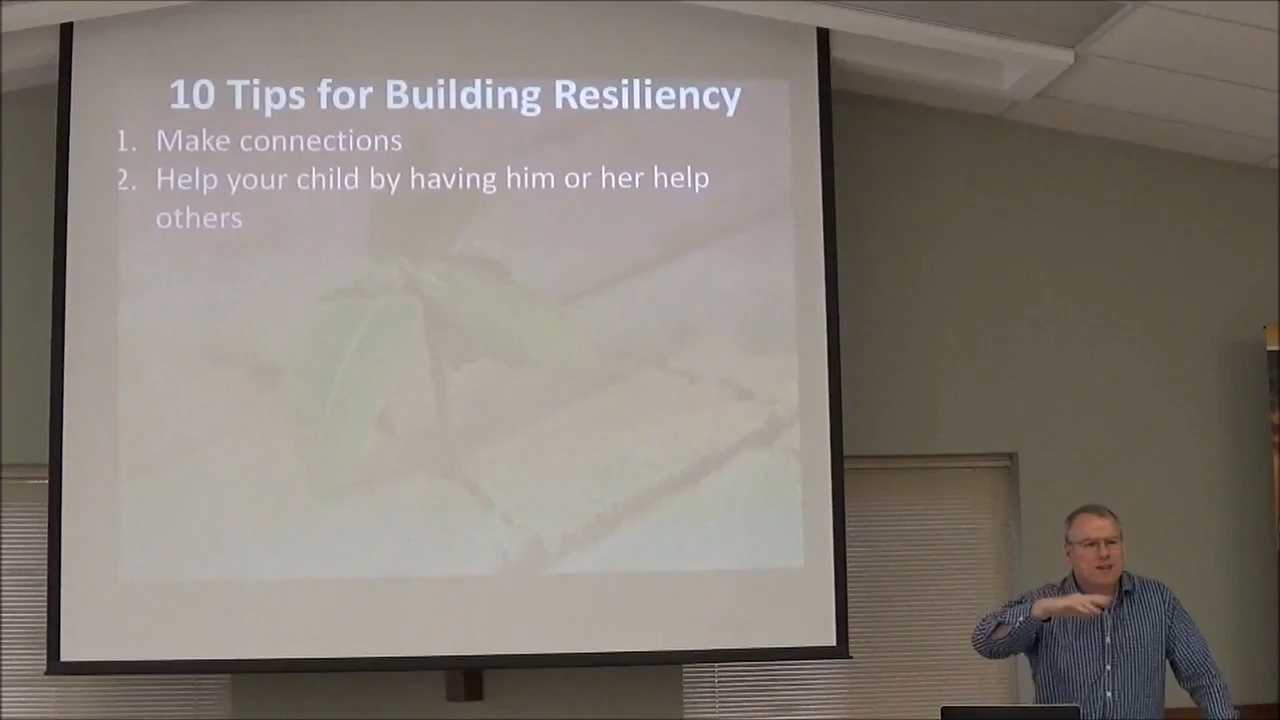 10 Tips for Building Resiliency
1. Make connections
2. Help your child by having him or her help
others